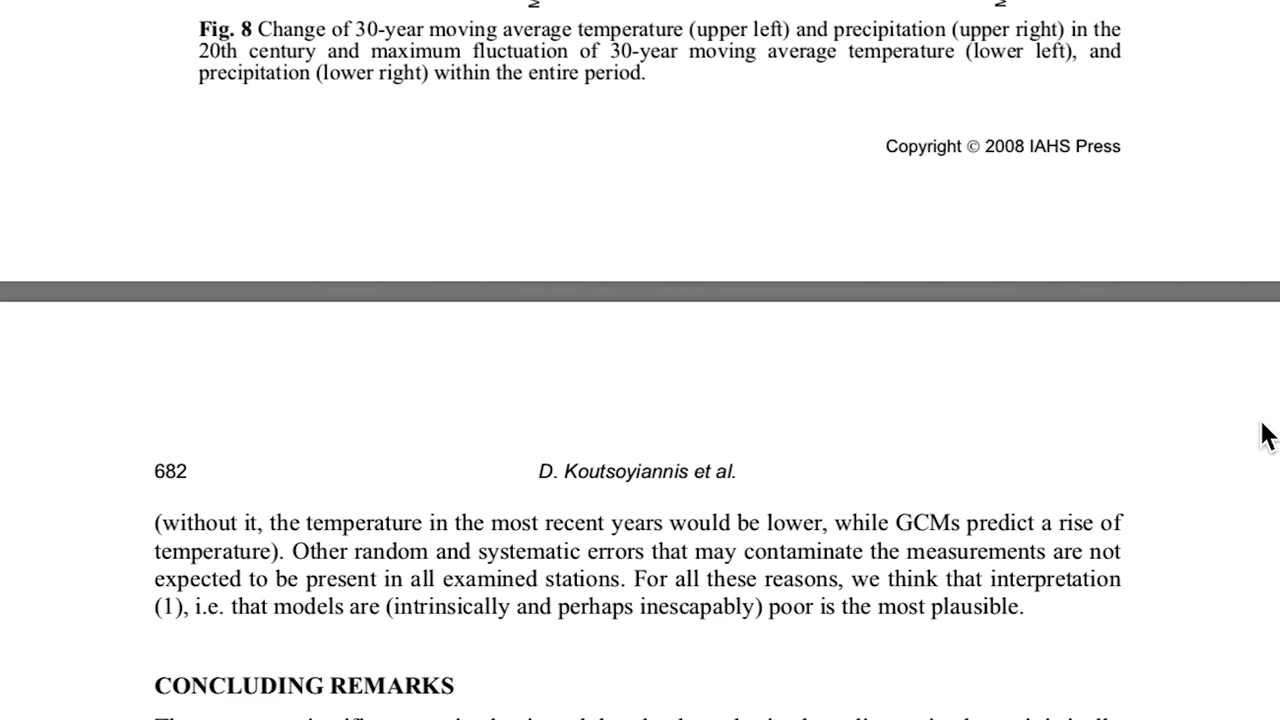 Fig. 8 Change of 30-year moving average temperature (upper left) and precipitation (upper right) in the
20th century and maximum fluctuation of 30-year moving average temperature (lower left), and
precipitation (lower right) within the entire period.
Copyright © 2008 IAHS Press
682
D. Koutsoyiannis et al.
(without it, the temperature in the most recent years would be lower, while GCMs predict a rise of
temperature). Other random and systematic errors that may contaminate the measurements are not
expected to be present in all examined stations. For all these reasons, we think that interpretation
(1), i.e. that models are (intrinsically and perhaps inescapably) poor is the most plausible.
CONCLUDING REMARKS